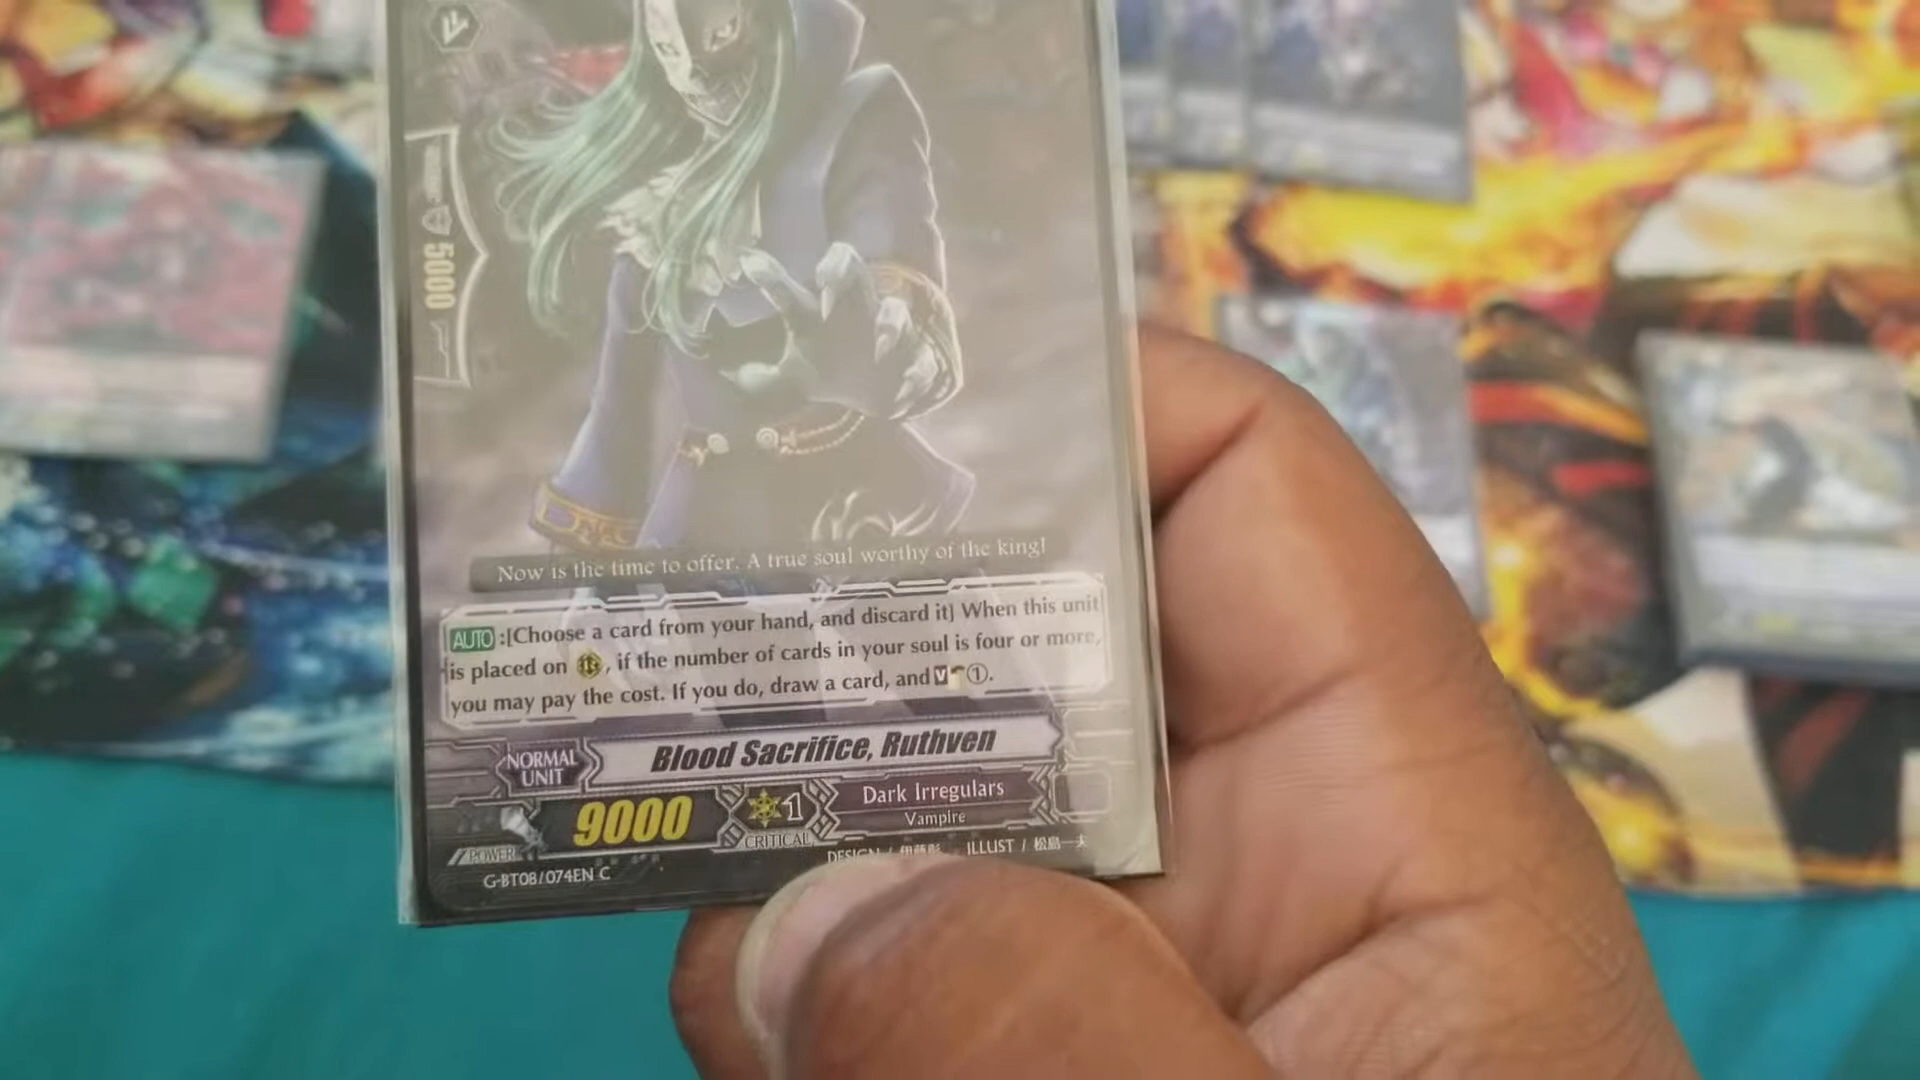 5000
Now is the time to offer. A true soul worthy of the king!
AUTO:[Choose a card from your hand, and discard it] When this unit
is placed on R, if the number of cards in your soul is four or more,
you may pay the cost. If you do, draw a card, and V ①.
Blood Sacrifice, Ruthven
NORMAL
UNIT
9000
1
Dark Irregulars
Vampire
POWER
CRITICAL
DESIGN / 伊藤彰 ILLUST / 松島一夫
G-BT08/074EN C